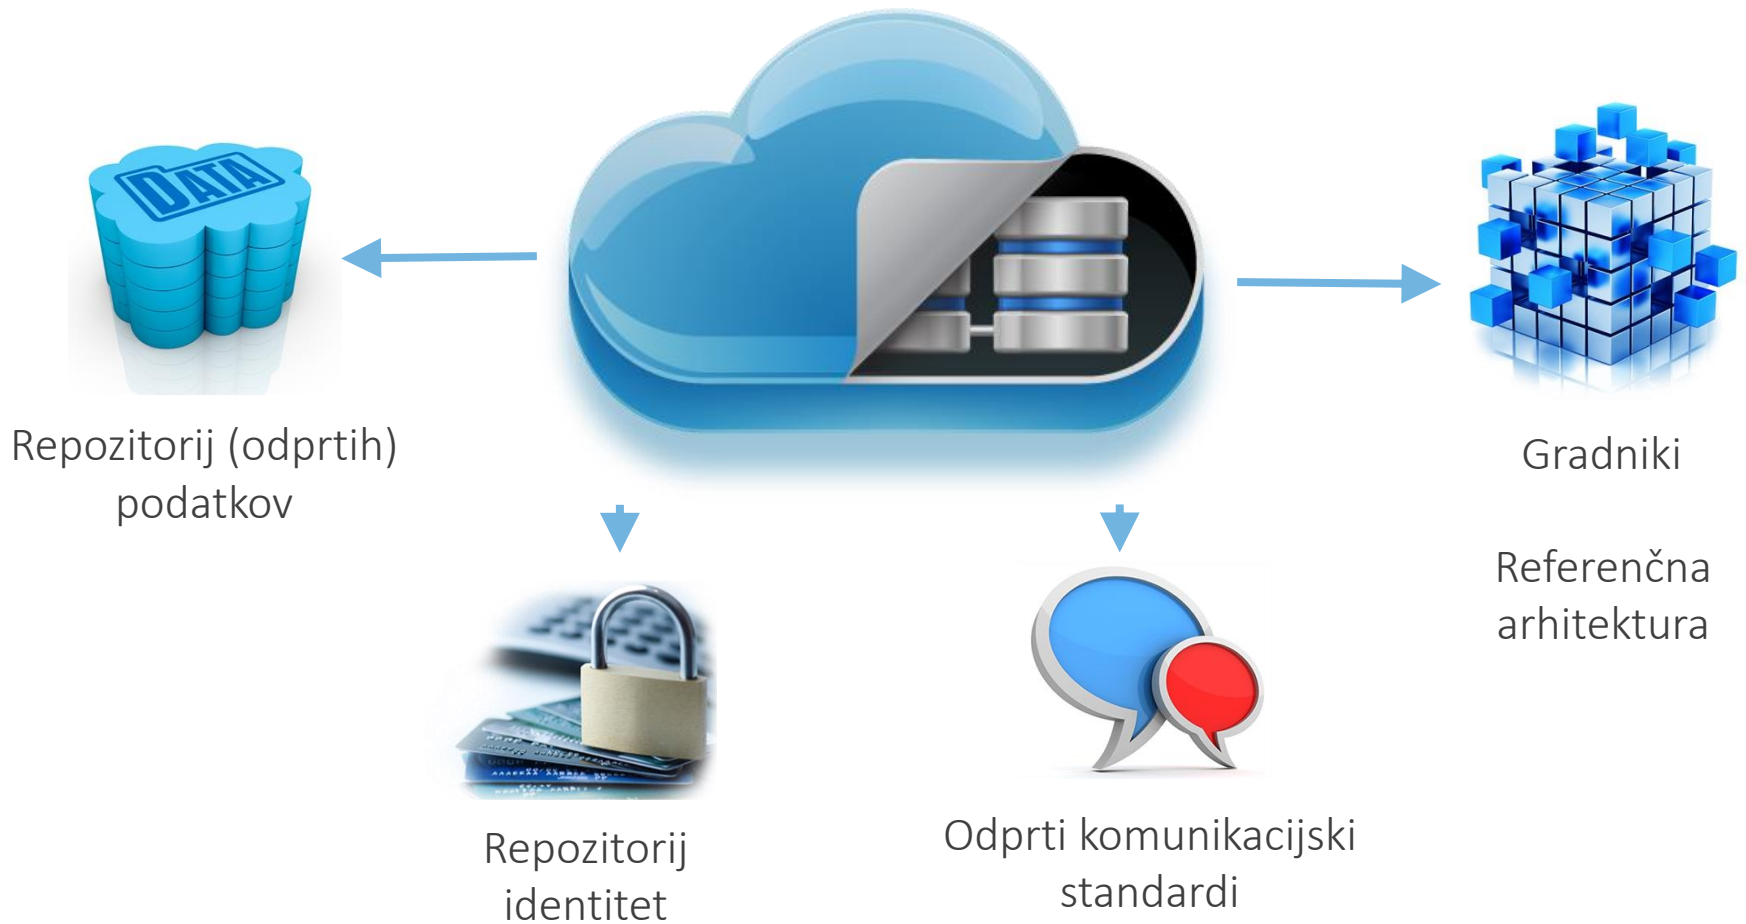 DATA
Repozitorij (odprtih)
podatkov
Gradniki
Referenčna
arhitektura
Repozitorij
identitet
Odprti komunikacijski
standardi